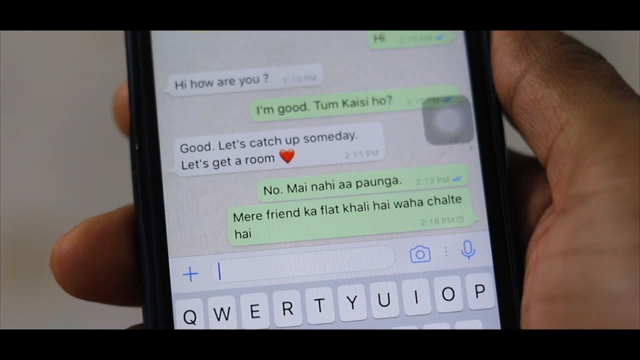 Hi
Hi how are you ?
2:10 PM
I'm good. Tum Kaisi ho?
Good. Let's catch up someday.
Let's get a room ❤️
2:11 PM
No. Mai nahi aa paunga. 2:12 PM
Mere friend ka flat khali hai waha chalte
hai
2:18 PM
Q W E R T Y U I O P